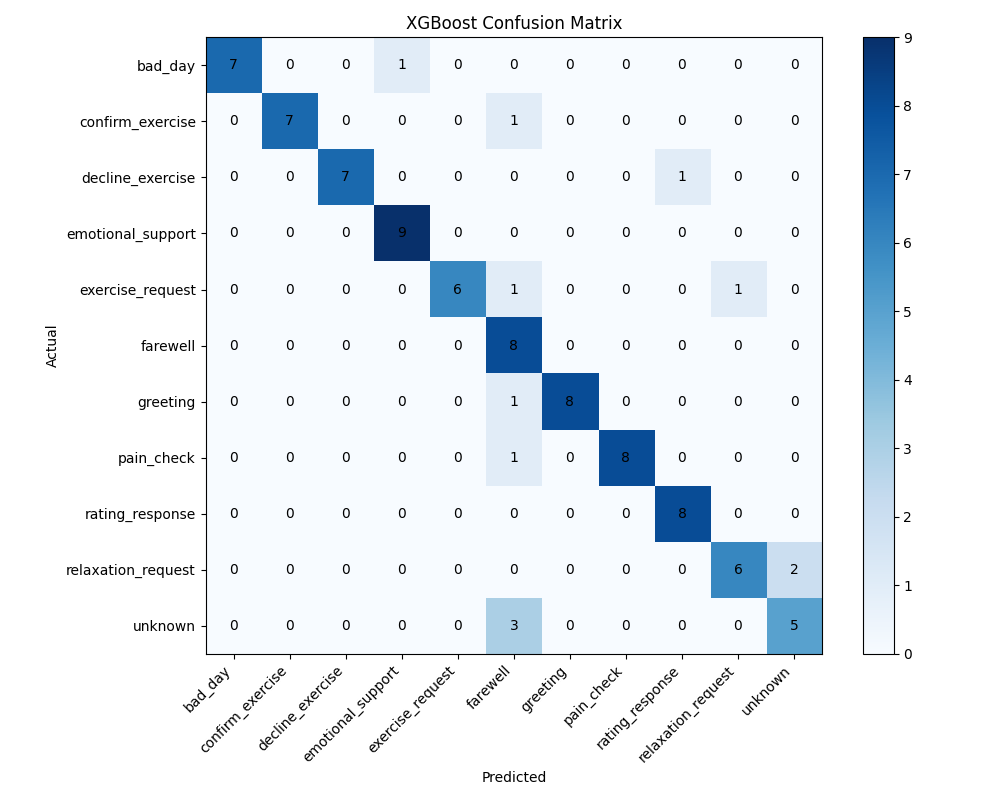 XGBoost Confusion Matrix
bad_day 7 0 0 1 0 0 0 0 0 0 0
confirm_exercise 0 7 0 0 0 1 0 0 0 0 0
decline_exercise 0 0 7 0 0 0 0 0 1 0 0
emotional_support 0 0 0 9 0 0 0 0 0 0 0
exercise_request 0 0 0 0 6 1 0 0 0 1 0
farewell 0 0 0 0 0 8 0 0 0 0 0
greeting 0 0 0 0 0 1 8 0 0 0 0
pain_check 0 0 0 0 0 1 0 8 0 0 0
rating_response 0 0 0 0 0 0 0 0 8 0 0
relaxation_request 0 0 0 0 0 0 0 0 0 6 2
unknown 0 0 0 0 0 3 0 0 0 0 5
Actual
bad_day
confirm_exercise
decline_exercise
emotional_support
exercise_request
farewell
greeting
pain_check
rating_response
relaxation_request
unknown
Predicted
9
8
7
6
5
4
3
2
1
0